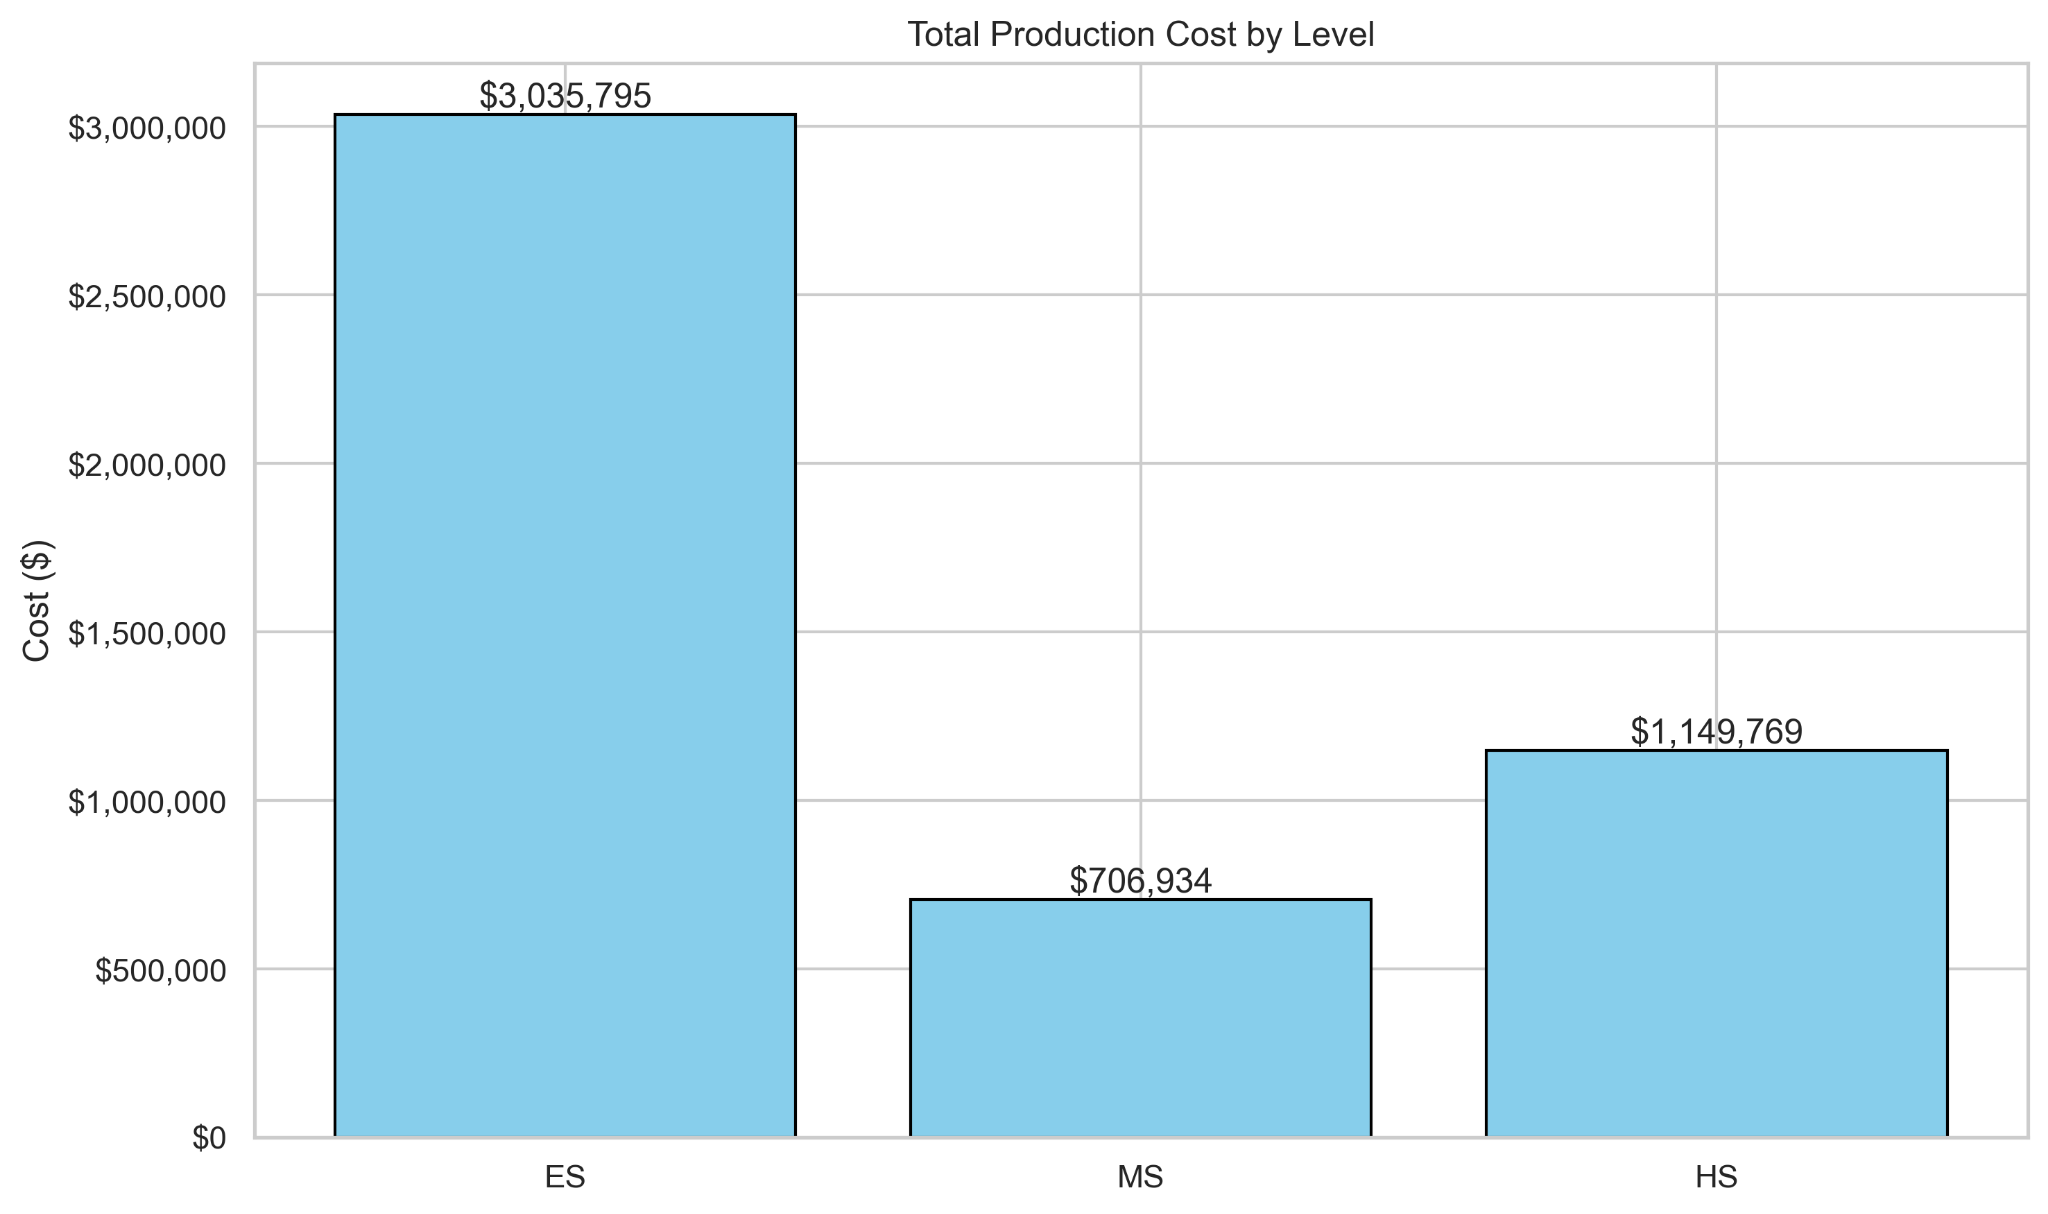 Total Production Cost by Level
$3,035,795
$3,000,000
$2,500,000
$2,000,000
$1,500,000
$1,000,000
$500,000
$0
Cost ($)
$706,934
$1,149,769
ES
MS
HS